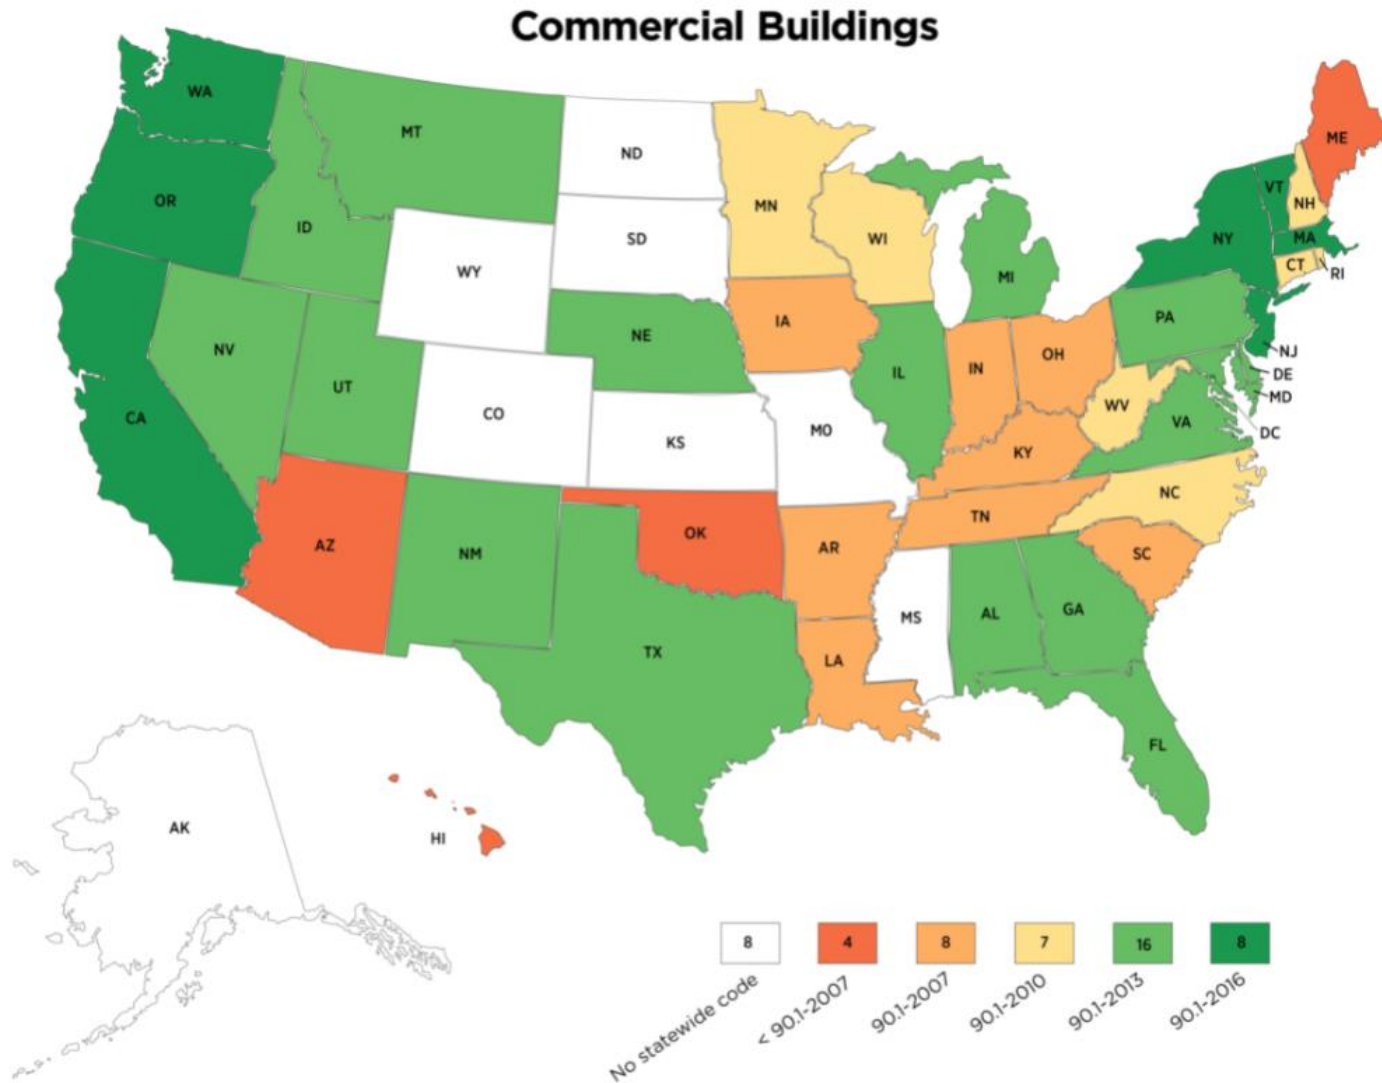 Commercial Buildings
WA
MT
ND
ME
OR
ID
MN
VT
NH
SD
WI
NY
MA
WY
MI
CT
RI
IA
NE
PA
NV
IN
OH
NJ
UT
IL
DE
CO
WV
MD
CA
KS
MO
VA
DC
KY
NC
AZ
NM
OK
AR
TN
SC
MS
AL
GA
TX
LA
FL
AK
HI
8
4
8
7
16
8
No statewide code
< 90.1-2007
90.1-2007
90.1-2010
90.1-2013
90.1-2016